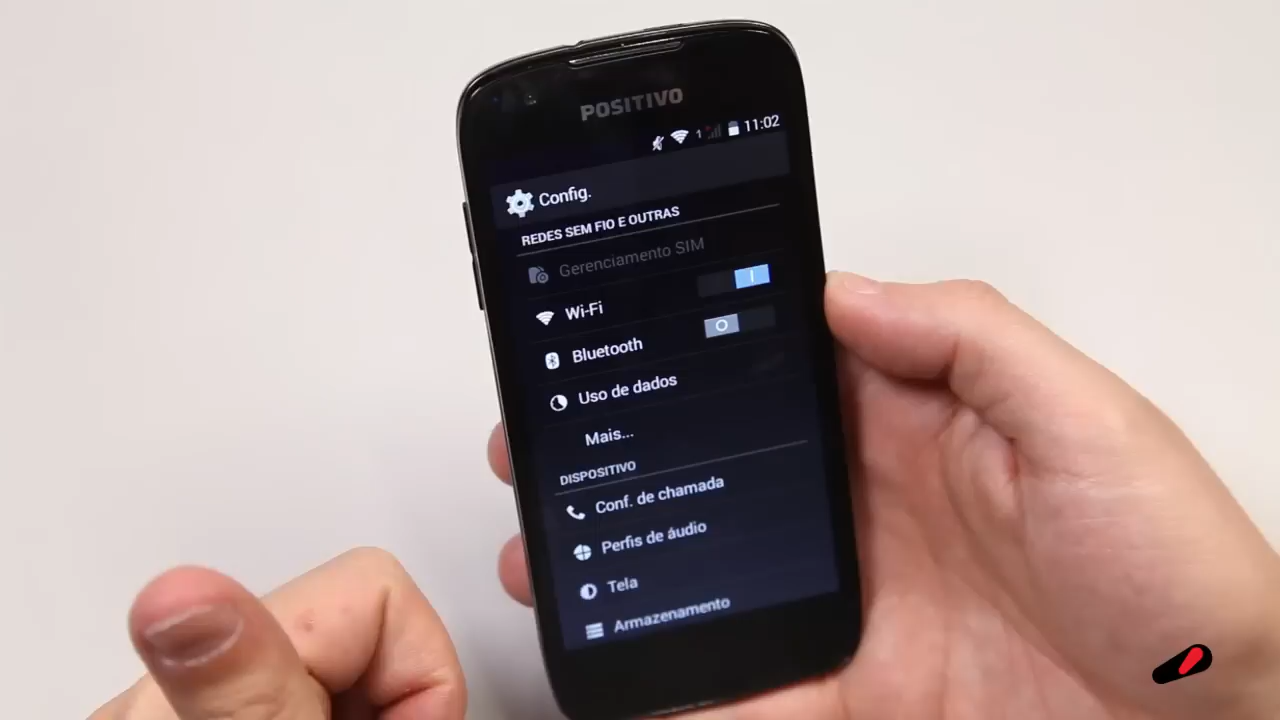 POSITIVO
1 11:02
Config.
REDES SEM FIO E OUTRAS
Gerenciamento SIM
Wi-Fi
Bluetooth
Uso de dados
Mais...
DISPOSITIVO
Conf. de chamada
Perfis de áudio
Tela
Armazenamento